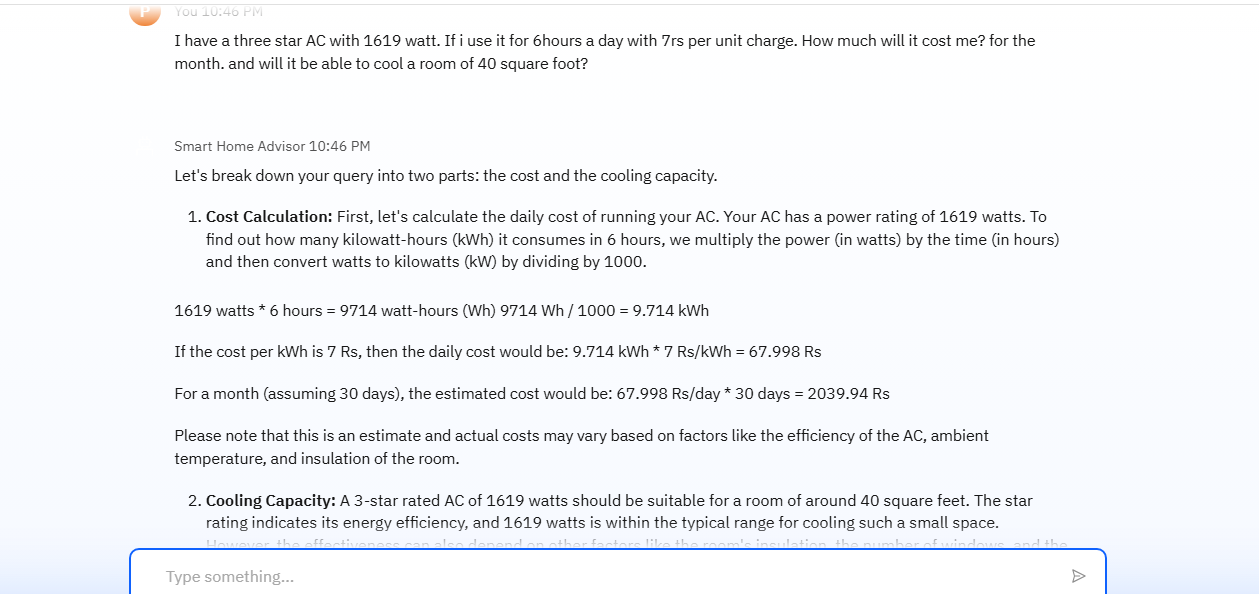 P
You 10:46 PM
I have a three star AC with 1619 watt. If i use it for 6hours a day with 7rs per unit charge. How much will it cost me? for the
month. and will it be able to cool a room of 40 square foot?
Smart Home Advisor 10:46 PM
Let's break down your query into two parts: the cost and the cooling capacity.
1. Cost Calculation: First, let's calculate the daily cost of running your AC. Your AC has a power rating of 1619 watts. To
find out how many kilowatt-hours (kWh) it consumes in 6 hours, we multiply the power (in watts) by the time (in hours)
and then convert watts to kilowatts (kW) by dividing by 1000.
1619 watts * 6 hours = 9714 watt-hours (Wh) 9714 Wh / 1000 = 9.714 kWh
If the cost per kWh is 7 Rs, then the daily cost would be: 9.714 kWh * 7 Rs/kWh = 67.998 Rs
For a month (assuming 30 days), the estimated cost would be: 67.998 Rs/day * 30 days = 2039.94 Rs
Please note that this is an estimate and actual costs may vary based on factors like the efficiency of the AC, ambient
temperature, and insulation of the room.
2. Cooling Capacity: A 3-star rated AC of 1619 watts should be suitable for a room of around 40 square feet. The star
rating indicates its energy efficiency, and 1619 watts is within the typical range for cooling such a small space.
However, the effectiveness can also depend on other factors like the room's insulation, the number of windows, and the
Type something...